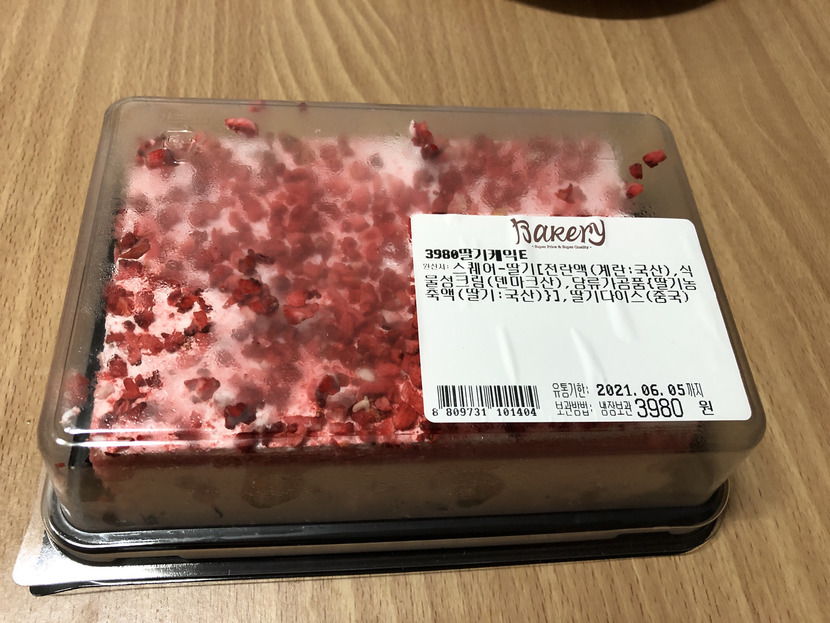 Bakery
• Super Price & Super Quality •
3980딸기케익E
원산지: 스퀘어-딸기[전란액(계란:국산),식
물성크림(덴마크산),당류가공품{딸기농
축액(딸기:국산)}],딸기다이스(중국)
유통기한: 2021.06.05까지
보관방법: 냉장보관 3980 원
8 809731 101404